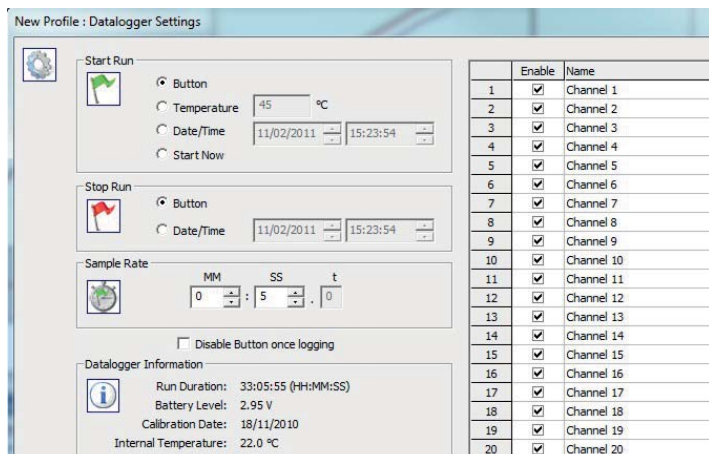 New Profile : Datalogger Settings
Start Run
Button
Temperature 45 ºC
Date/Time 11/02/2011 15:23:54
Start Now
Stop Run
Button
Date/Time 11/02/2011 15:23:54
Sample Rate
MM SS t
0 : 5 . 0
Disable Button once logging
Datalogger Information
Run Duration: 33:05:55 (HH:MM:SS)
Battery Level: 2.95 V
Calibration Date: 18/11/2010
Internal Temperature: 22.0 ºC
Enable Name
1 Channel 1
2 Channel 2
3 Channel 3
4 Channel 4
5 Channel 5
6 Channel 6
7 Channel 7
8 Channel 8
9 Channel 9
10 Channel 10
11 Channel 11
12 Channel 12
13 Channel 13
14 Channel 14
15 Channel 15
16 Channel 16
17 Channel 17
18 Channel 18
19 Channel 19
20 Channel 20